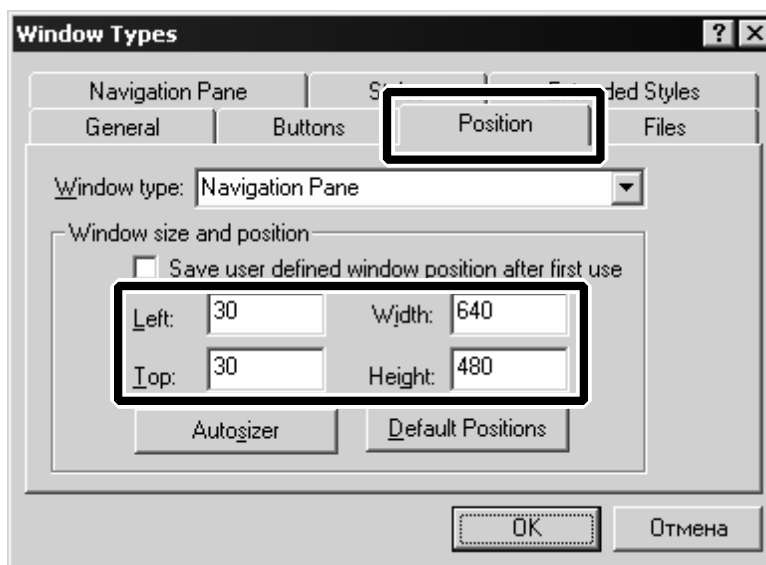 Window Types
Navigation Pane
General Buttons Position Files
Window type: Navigation Pane
Window size and position
Save user defined window position after first use
Left: 30 Width: 640
Top: 30 Height: 480
Autosizer Default Positions
OK Отмена